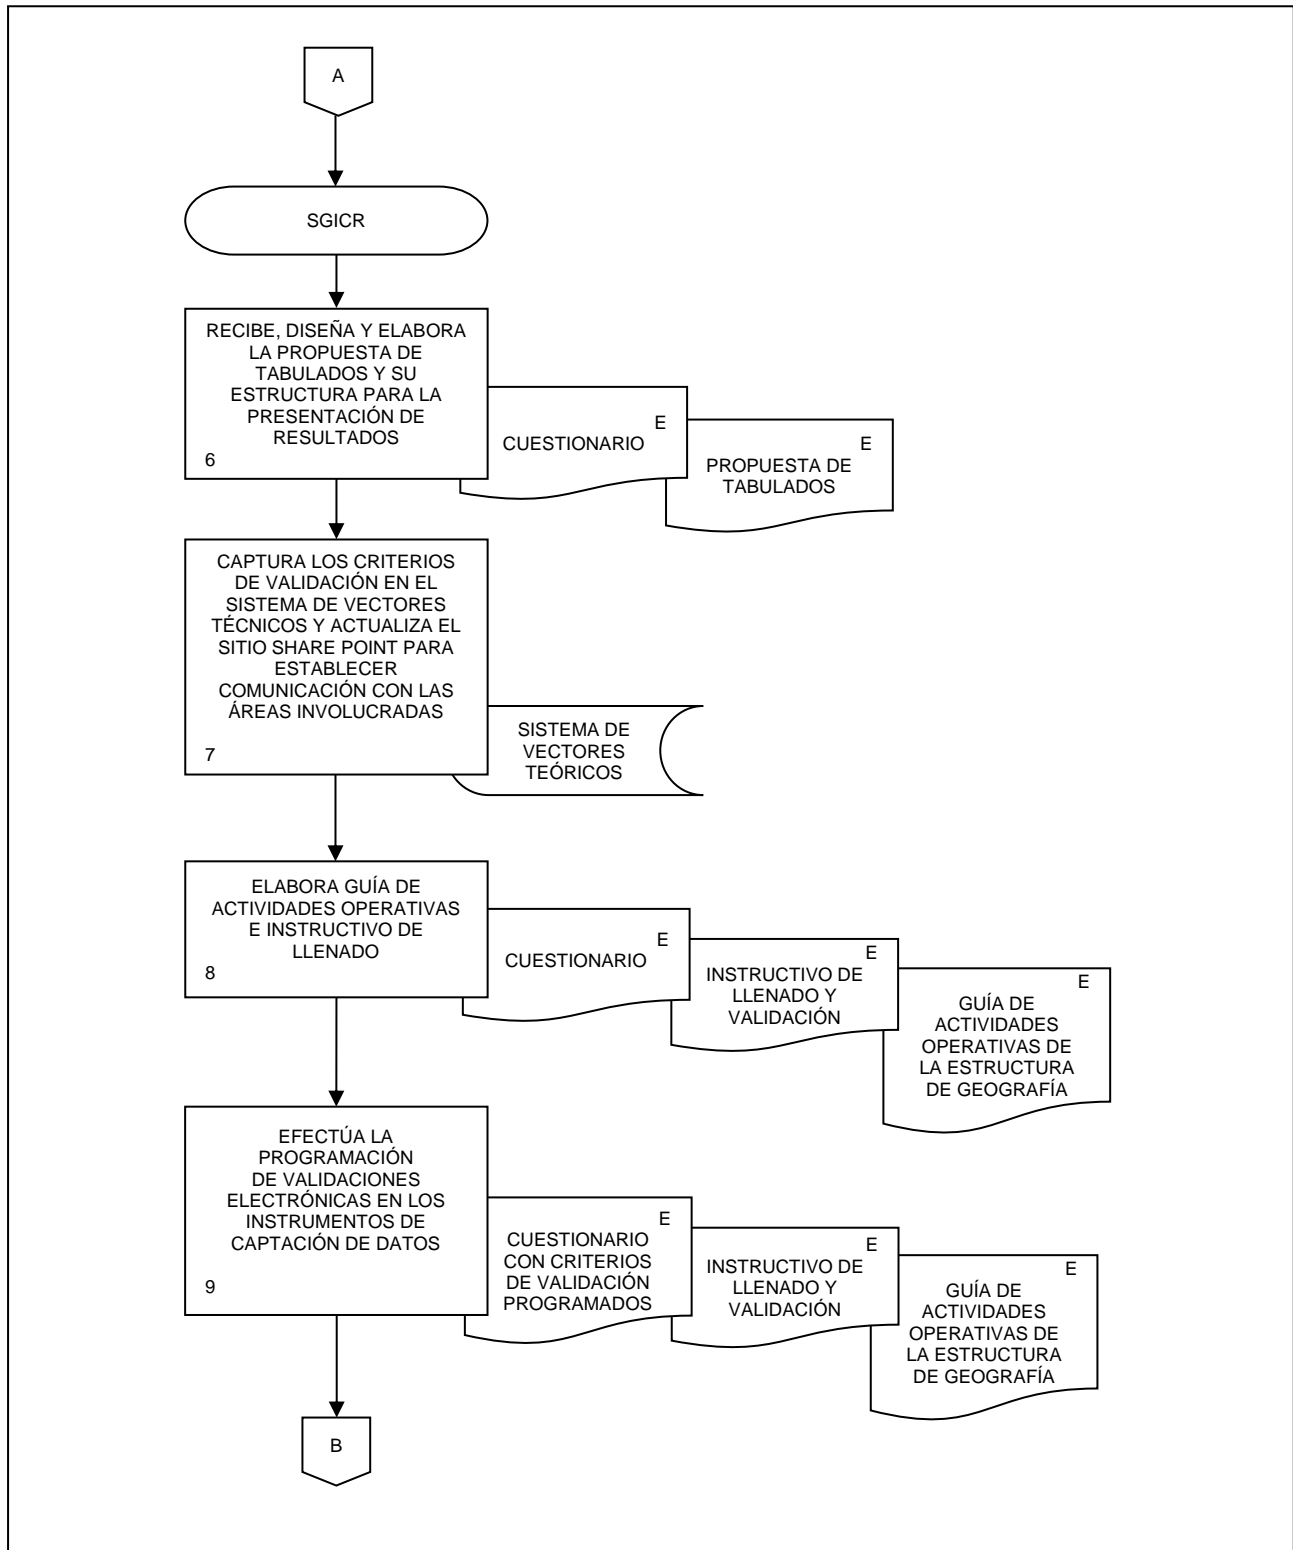 A
SGICR
RECIBE, DISEÑA Y ELABORA
LA PROPUESTA DE
TABULADOS Y SU
ESTRUCTURA PARA LA
PRESENTACIÓN DE
RESULTADOS
6
E
CUESTIONARIO
E
PROPUESTA DE
TABULADOS
CAPTURA LOS CRITERIOS
DE VALIDACIÓN EN EL
SISTEMA DE VECTORES
TÉCNICOS Y ACTUALIZA EL
SITIO SHARE POINT PARA
ESTABLECER
COMUNICACIÓN CON LAS
ÁREAS INVOLUCRADAS
7
SISTEMA DE
VECTORES
TEÓRICOS
ELABORA GUÍA DE
ACTIVIDADES OPERATIVAS
E INSTRUCTIVO DE
LLENADO
8
E
CUESTIONARIO
E
INSTRUCTIVO DE
LLENADO Y
VALIDACIÓN
E
GUÍA DE
ACTIVIDADES
OPERATIVAS DE
LA ESTRUCTURA
DE GEOGRAFÍA
EFECTÚA LA
PROGRAMACIÓN
DE VALIDACIONES
ELECTRÓNICAS EN LOS
INSTRUMENTOS DE
CAPTACIÓN DE DATOS
9
E
CUESTIONARIO
CON CRITERIOS
DE VALIDACIÓN
PROGRAMADOS
E
INSTRUCTIVO DE
LLENADO Y
VALIDACIÓN
E
GUÍA DE
ACTIVIDADES
OPERATIVAS DE
LA ESTRUCTURA
DE GEOGRAFÍA
B